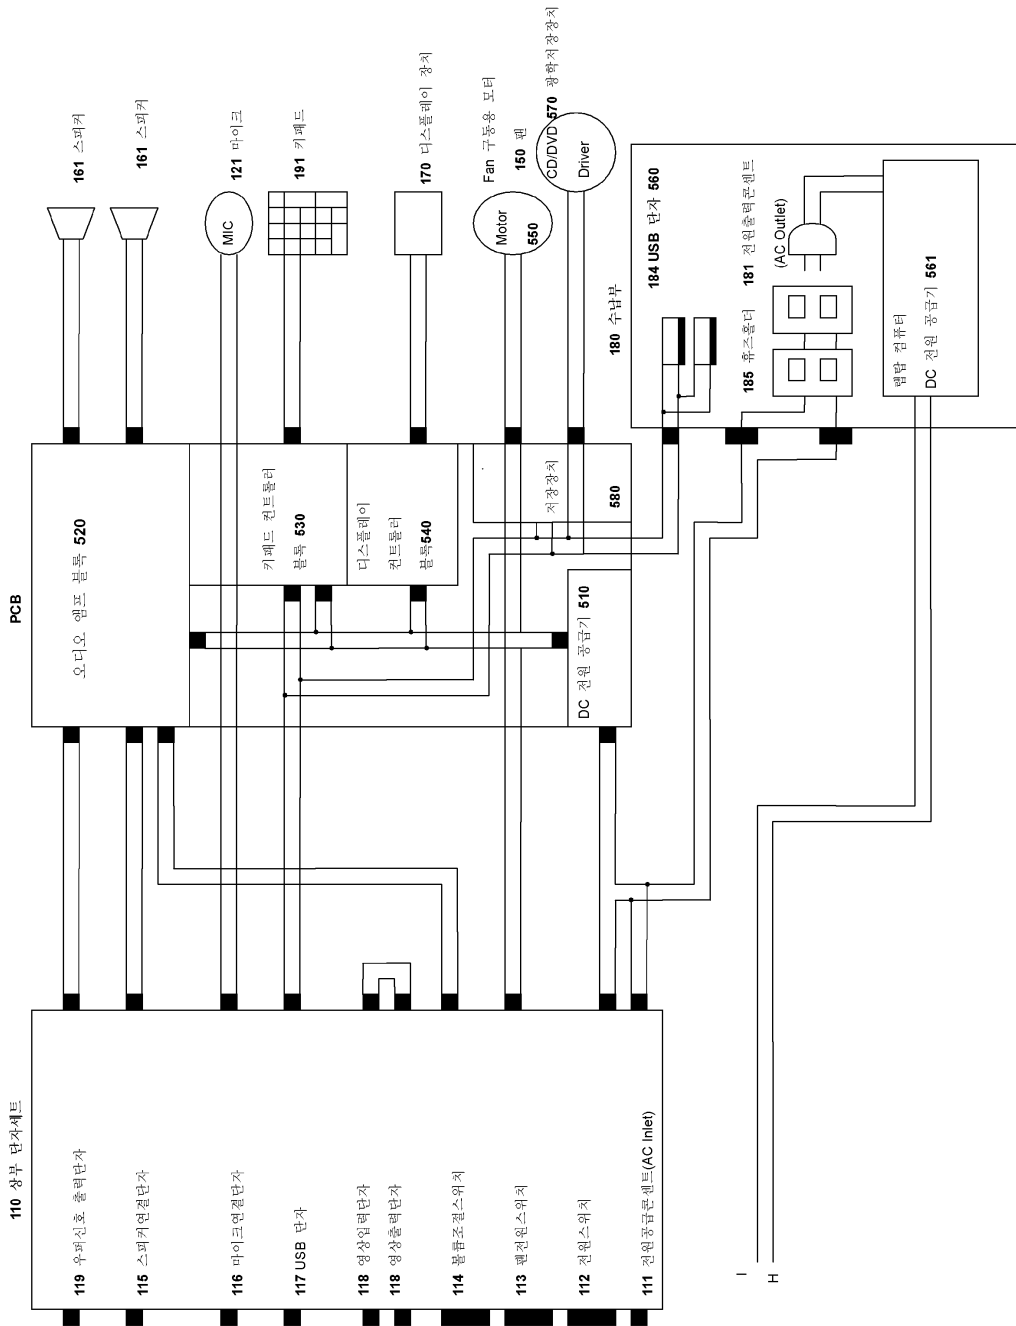 110 상부 단자세트
119 우퍼신호 출력단자
115 스피커연결단자
116 마이크연결단자
117 USB 단자
118 영상입력단자
118 영상출력단자
114 볼륨조절스위치
113 팬전원스위치
112 전원스위치
111 전원공급콘센트(AC Inlet)
I
H
PCB
오디오 앰프 블록 520
키패드 컨트롤러
블록 530
디스플레이
컨트롤러
블록540
저장장치
580
DC 전원 공급기 510
161 스피커
161 스피커
121 마이크
MIC
191 키패드
170 디스플레이 장치
Fan 구동용 모터
150 팬
Motor
550
570 광학저장장치
CD/DVD
Driver
180 수납부
184 USB 단자 560
185 휴즈홀더
181 전원출력콘센트
(AC Outlet)
랩탑 컴퓨터
DC 전원 공급기 561